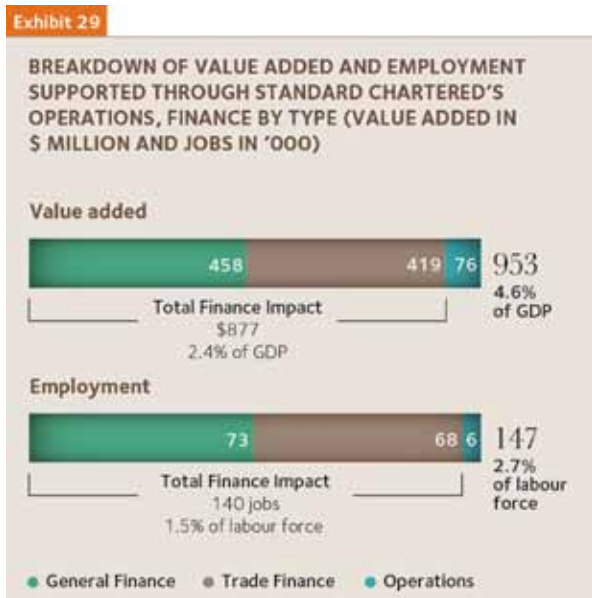 Exhibit 29
BREAKDOWN OF VALUE ADDED AND EMPLOYMENT
SUPPORTED THROUGH STANDARD CHARTERED'S
OPERATIONS, FINANCE BY TYPE (VALUE ADDED IN
$ MILLION AND JOBS IN '000)
Value added
458 419 76 953
4.6%
of GDP
Total Finance Impact
$877
2.4% of GDP
Employment
73 68 6 147
2.7%
of labour
force
Total Finance Impact
140 jobs
1.5% of labour force
General Finance Trade Finance Operations